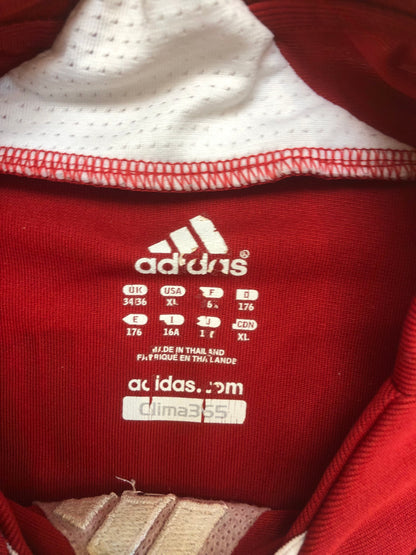 adidas
UK USA F D
34/36 XL 176
E I J CDN
176 16A XL
MADE IN THAILAND
FABRIQUÉ EN THAILANDE
adidas.com
Clima365